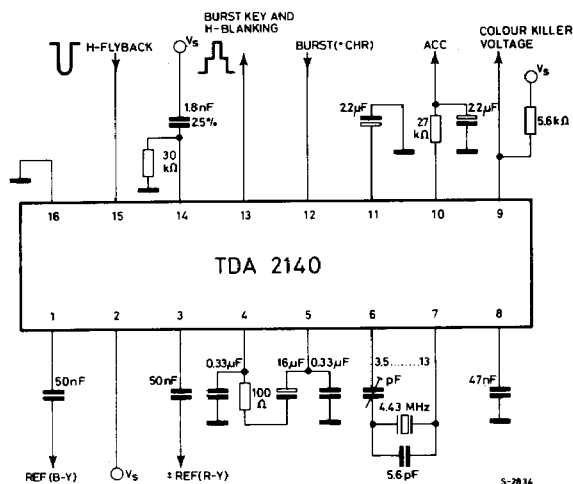 BURST KEY AND
H-BLANKING
COLOUR KILLER
VOLTAGE
H-FLYBACK
Vs
BURST(+CHR)
ACC
Vs
1.8nF
2.5%
2.2µF
2.2µF
30
kΩ
27
kΩ
5.6kΩ
16 15 14 13 12 11 10 9
TDA 2140
1 2 3 4 5 6 7 8
50nF
50nF
0.33µF
16µF
0.33µF
3.5......13
pF
47nF
100
Ω
4.43 MHz
5.6pF
REF(B-Y)
Vs
±REF(R-Y)
S-2834